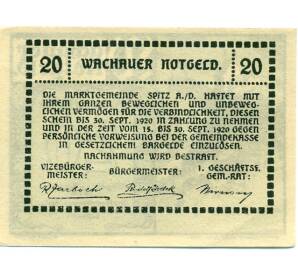 20 WACHAUER NOTGELD. 20
DIE MARKTGEMEINDE SPITZ A./D. HAFTET MIT
IHREM GANZEN BEWEGLICHEN UND UNBEWEG-
LICHEN VERMÖGEN FÜR DIE VERBINDLICHKEIT, DIESEN
SCHEIN BIS 30. SEPT. 1920 IN ZAHLUNG ZU NEHMEN
UND IN DER ZEIT VOM 15. BIS 30. SEPT. 1920 GEGEN
PERSÖNLICHE VORWEISUNG BEI DER GEMEINDEKASSE
IN GESETZLICHEM BARGELDE EINZULÖSEN.
NACHAHMUNG WIRD BESTRAFT.
VIZEBÜRGER-
MEISTER: BÜRGERMEISTER: 1. GESCHÄFTSF.
GEM.-RAT: